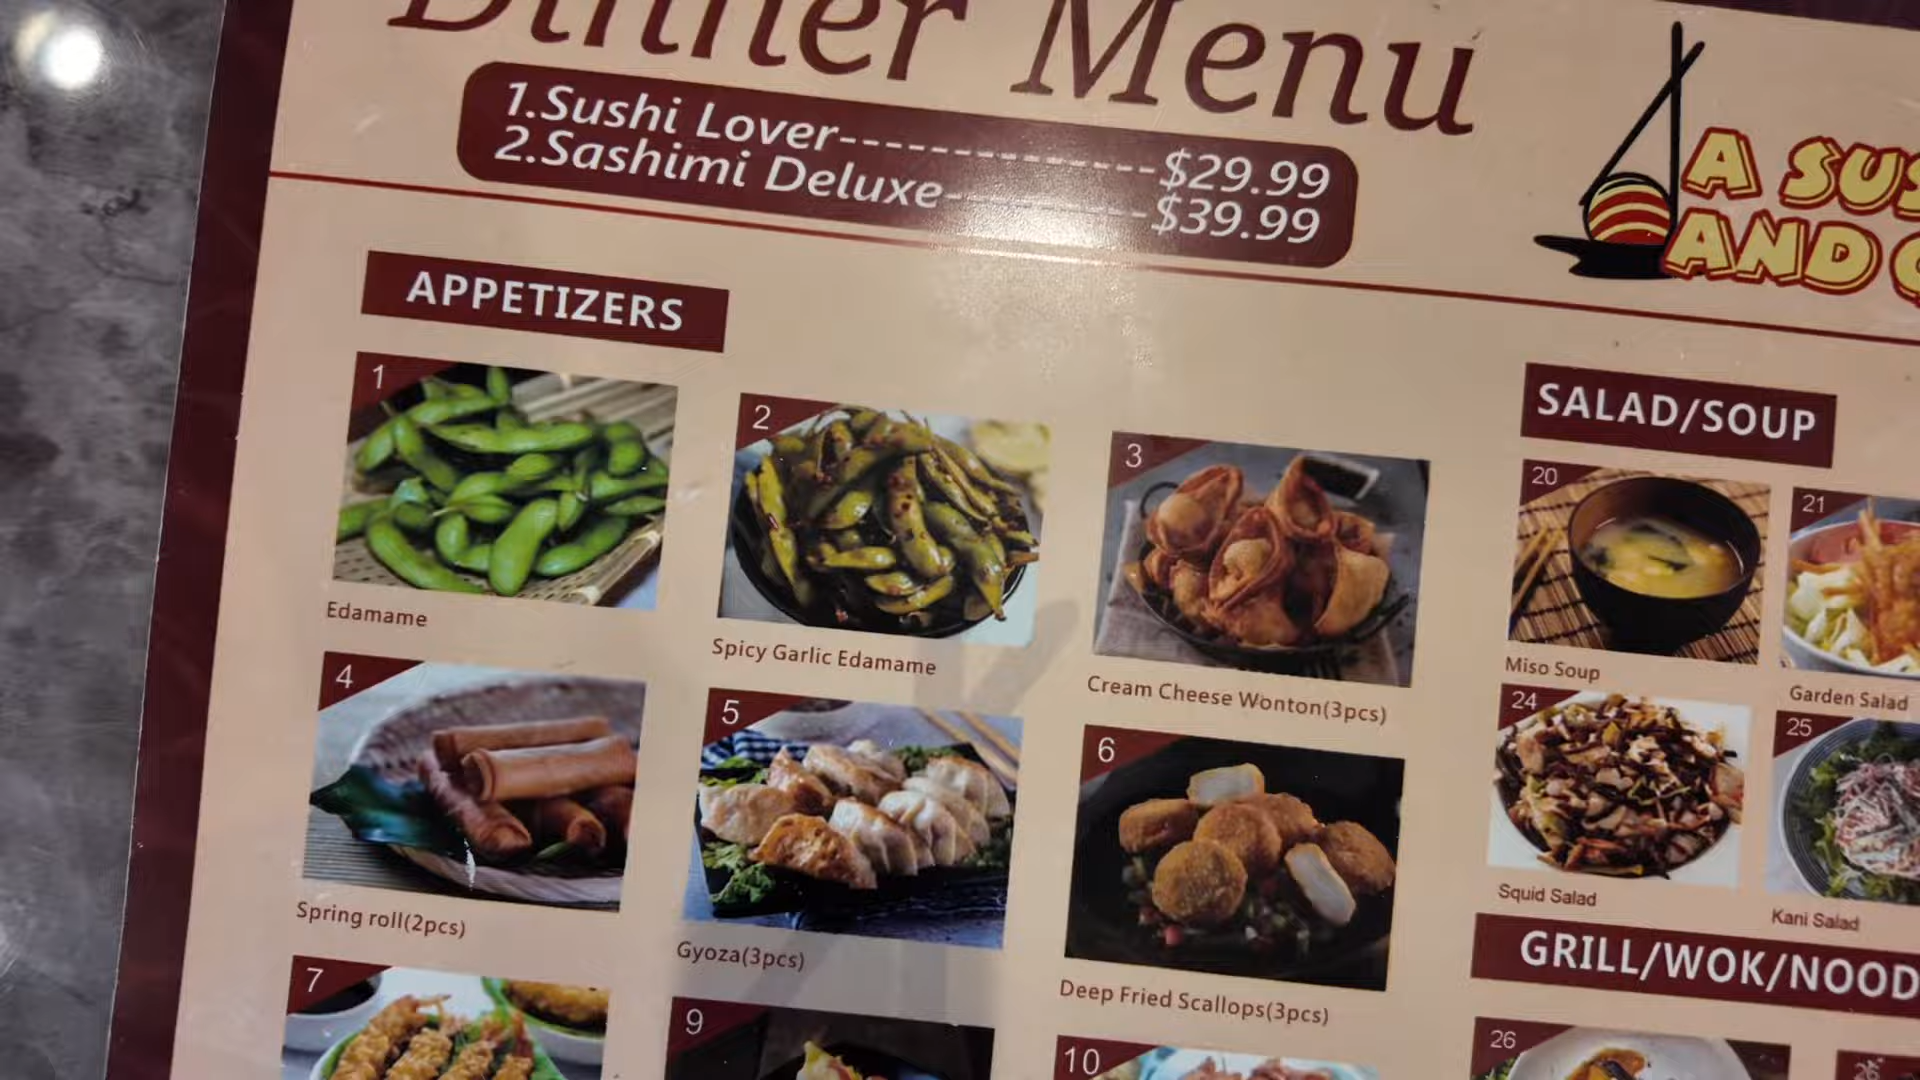 Dinner Menu
1.Sushi Lover--------------$29.99
2.Sashimi Deluxe---------$39.99
A SUS
AND
APPETIZERS
1
Edamame
2
Spicy Garlic Edamame
3
Cream Cheese Wonton(3pcs)
4
Spring roll(2pcs)
5
Gyoza(3pcs)
6
Deep Fried Scallops(3pcs)
7
9
10
SALAD/SOUP
20
Miso Soup
21
Garden Salad
24
Squid Salad
25
Kani Salad
GRILL/WOK/NOOD
26